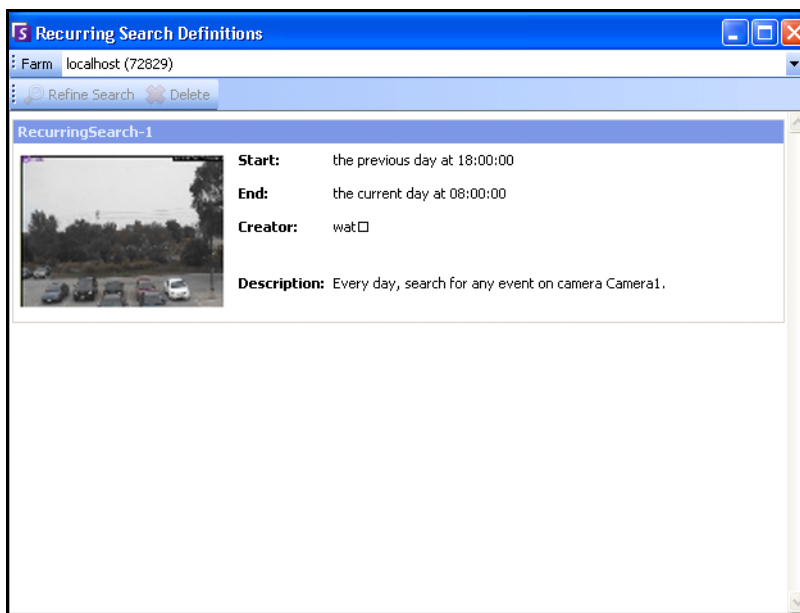 Recurring Search Definitions
Farm localhost (72829)
Refine Search Delete
RecurringSearch-1
Start: the previous day at 18:00:00
End: the current day at 08:00:00
Creator: wat□
Description: Every day, search for any event on camera Camera1.